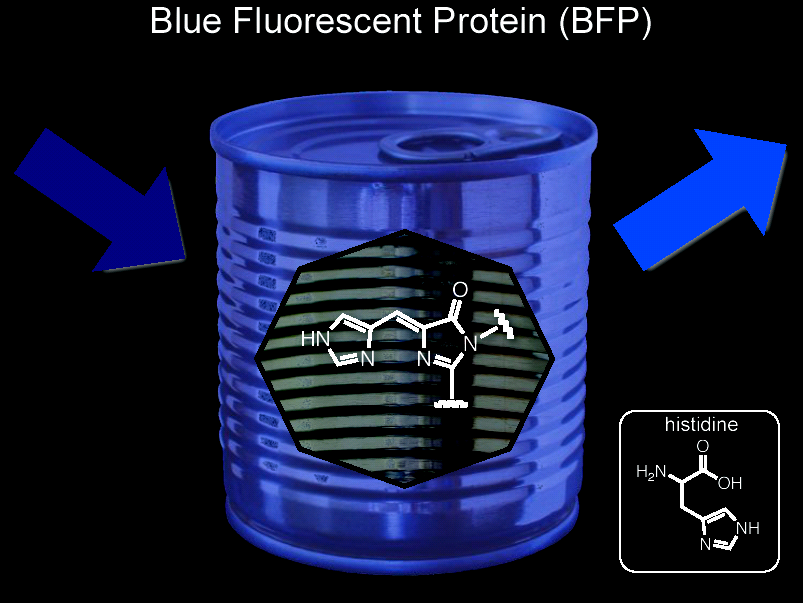 Blue Fluorescent Protein (BFP)
O
HN
N
N
N
histidine
O
H₂N
OH
NH
N